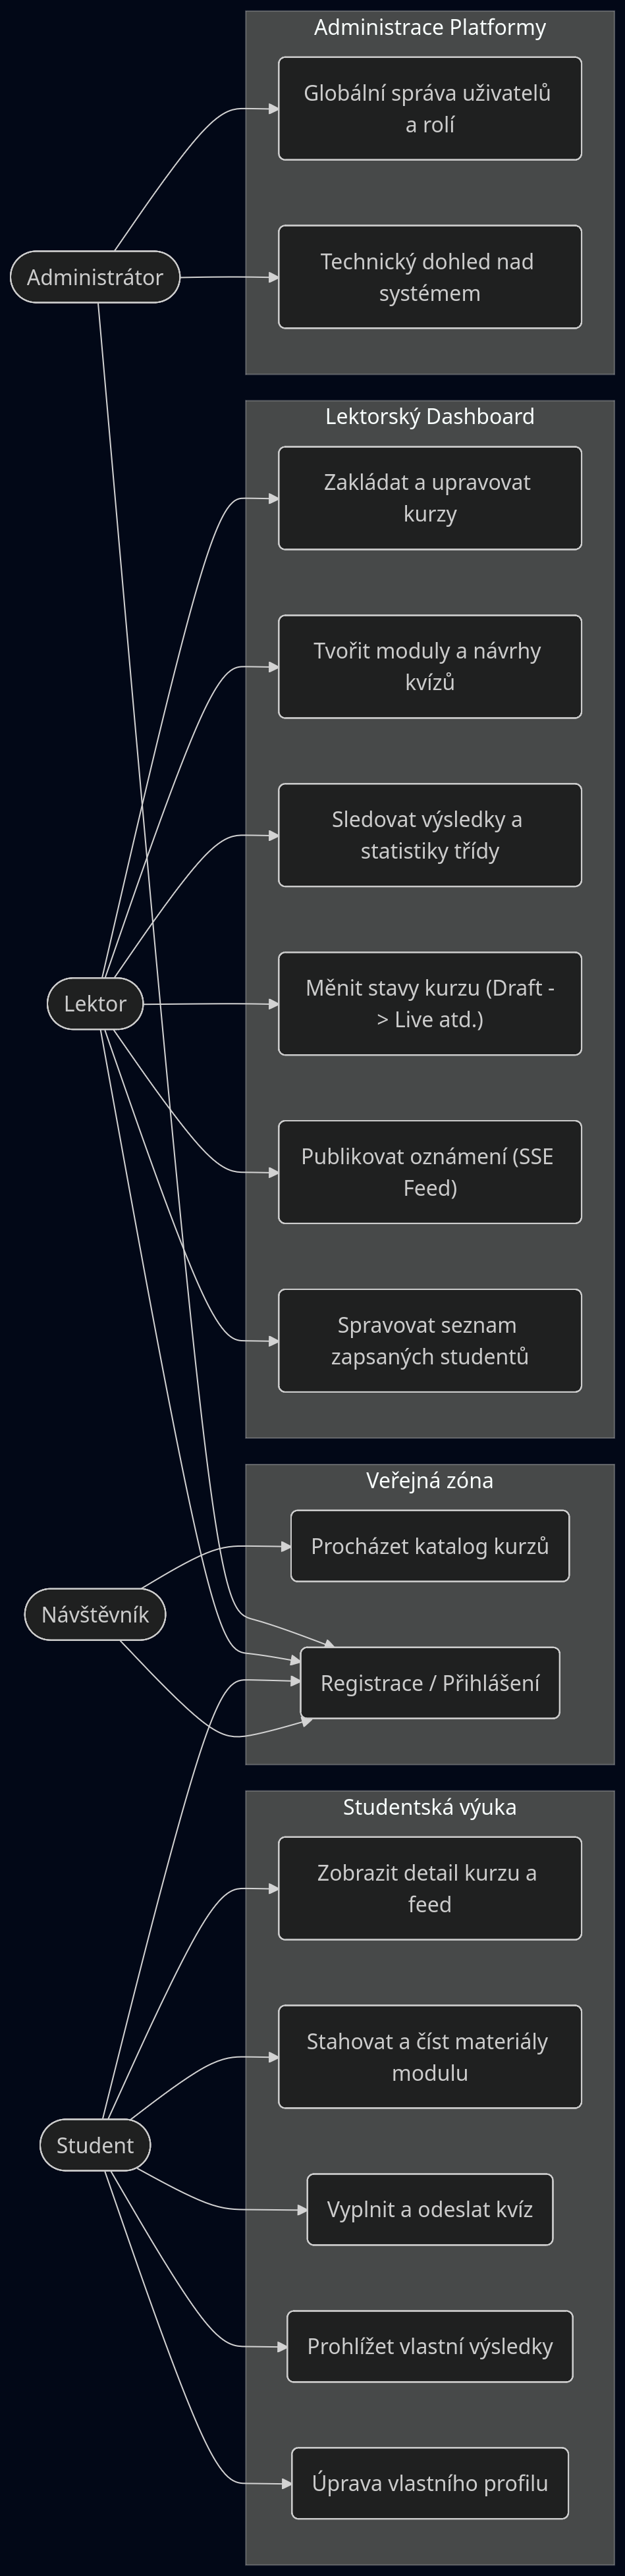 Administrace Platformy
Globální správa uživatelů
a rolí
Technický dohled nad
systémem
Administrátor
Lektorský Dashboard
Zakládat a upravovat
kurzy
Tvořit moduly a návrhy
kvízů
Sledovat výsledky a
statistiky třídy
Měnit stavy kurzu (Draft -
> Live atd.)
Lektor
Publikovat oznámení (SSE
Feed)
Spravovat seznam
zapsaných studentů
Veřejná zóna
Procházet katalog kurzů
Návštěvník
Registrace / Přihlášení
Studentská výuka
Zobrazit detail kurzu a
feed
Stahovat a číst materiály
modulu
Student
Vyplnit a odeslat kvíz
Prohlížet vlastní výsledky
Úprava vlastního profilu